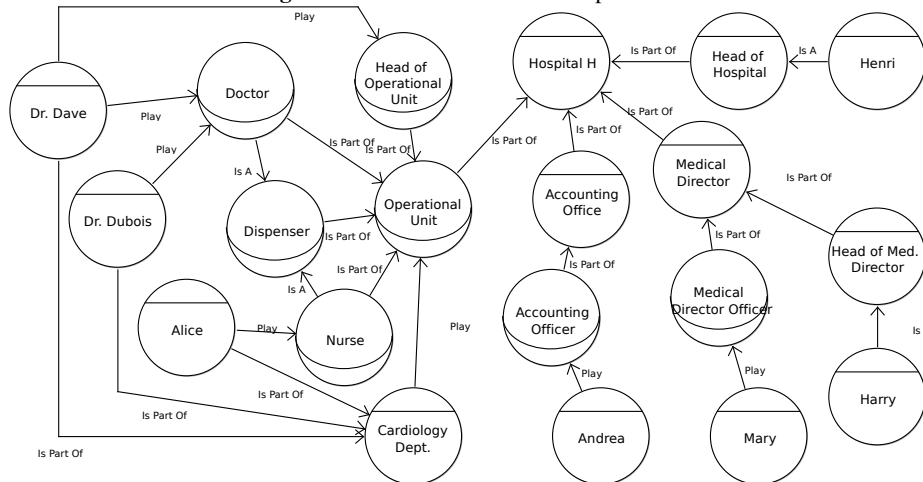 Play
Head of
Operational
Unit
Hospital H
Is Part Of
Head of
Hospital
Is A
Henri
Dr. Dave
Play
Doctor
Is Part Of
Is Part Of
Is Part Of
Is Part Of
Is Part Of
Play
Is A
Medical
Director
Is Part Of
Dr. Dubois
Dispenser
Is Part Of
Operational
Unit
Accounting
Office
Is Part Of
Head of Med.
Director
Is A
Is Part Of
Is Part Of
Alice
Play
Nurse
Play
Accounting
Officer
Medical
Director Officer
Is
Is Part Of
Play
Play
Harry
Is Part Of
Cardiology
Dept.
Andrea
Mary
Is Part Of